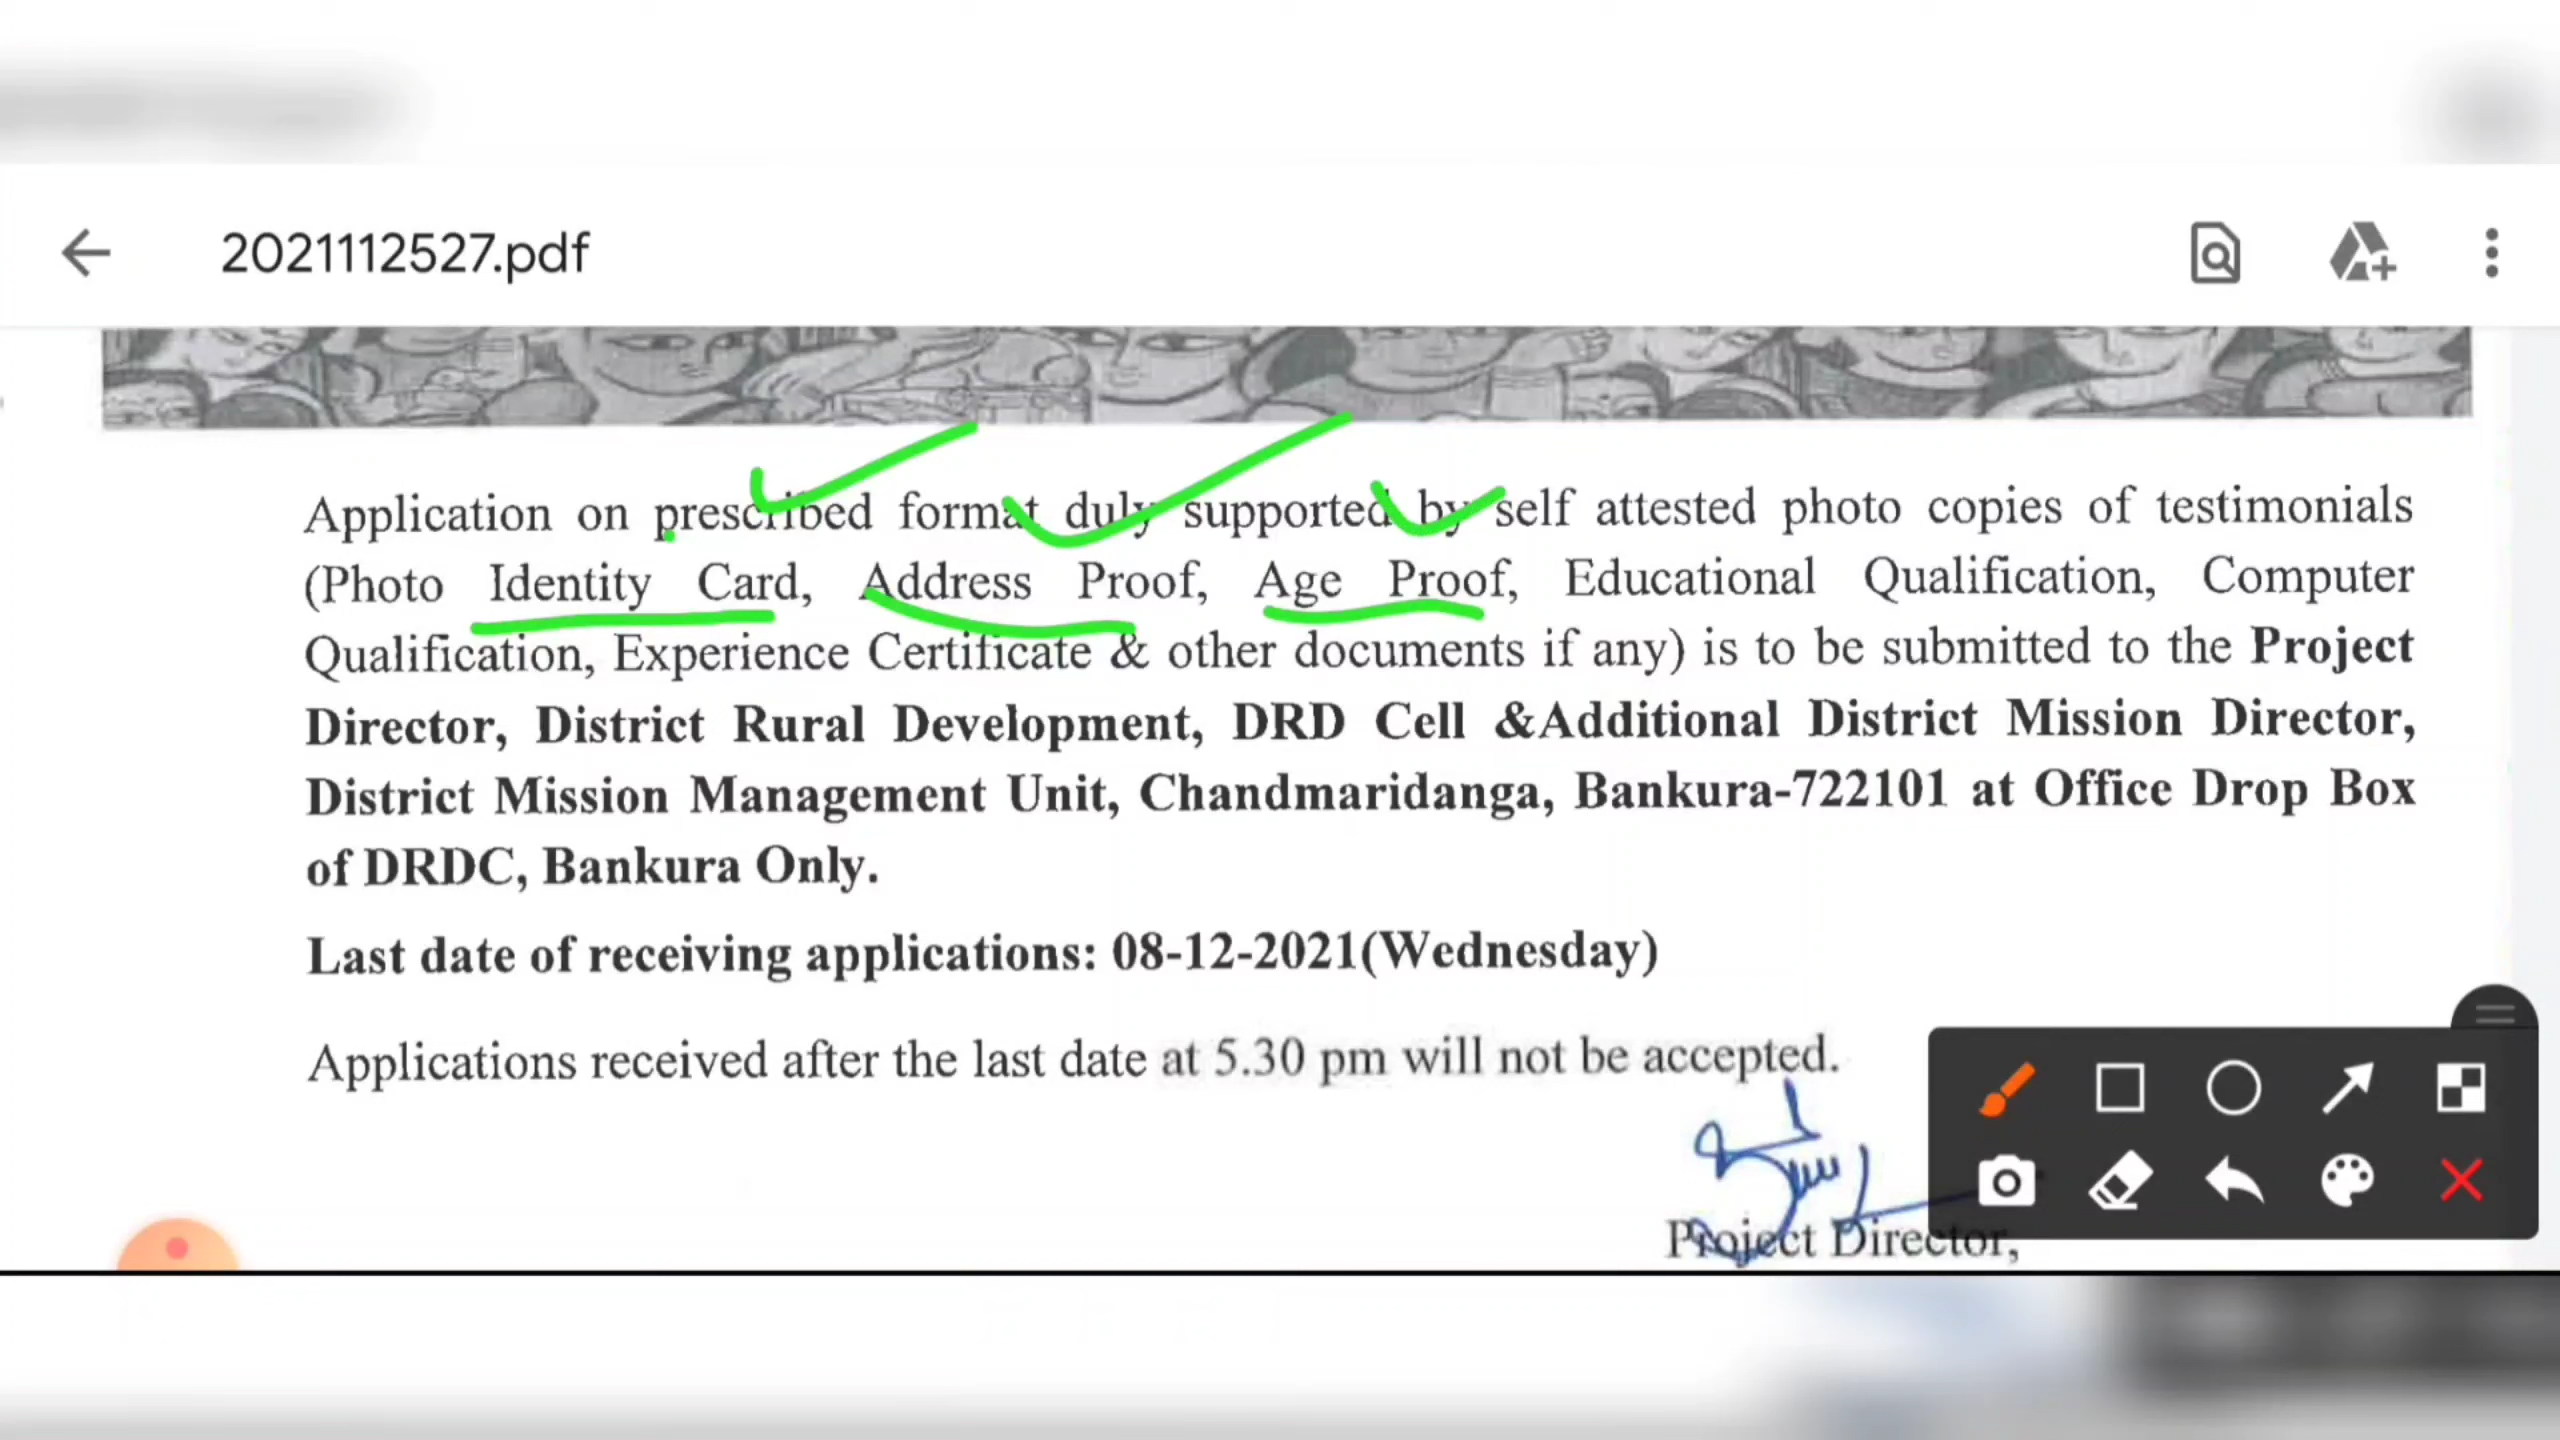 2021112527.pdf
Application on prescribed format duly supported by self attested photo copies of testimonials
(Photo Identity Card, Address Proof, Age Proof, Educational Qualification, Computer
Qualification, Experience Certificate & other documents if any) is to be submitted to the Project
Director, District Rural Development, DRD Cell &Additional District Mission Director,
District Mission Management Unit, Chandmaridanga, Bankura-722101 at Office Drop Box
of DRDC, Bankura Only.
Last date of receiving applications: 08-12-2021(Wednesday)
Applications received after the last date at 5.30 pm will not be accepted.
Project Director,